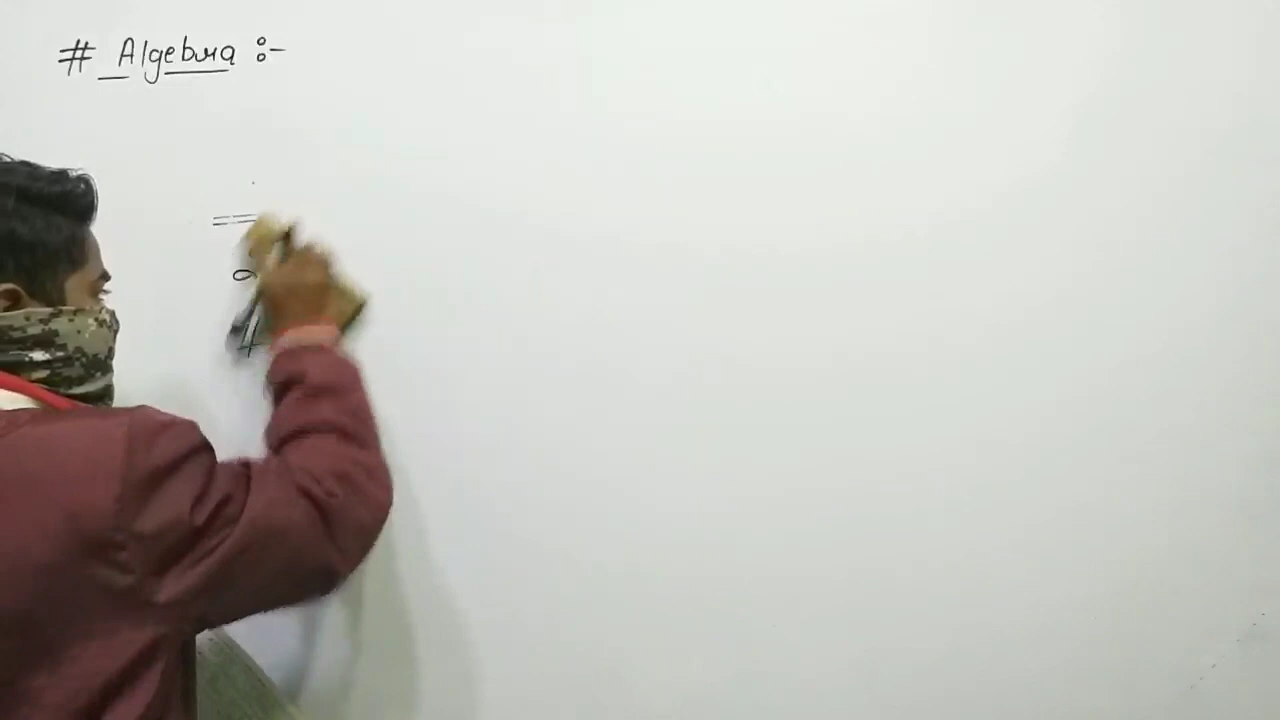 # Algebra :-
=